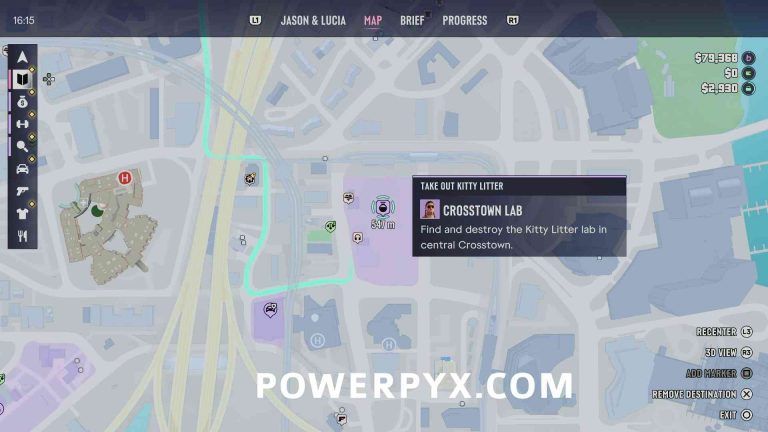 16:15
L1 JASON & LUCIA MAP BRIEF PROGRESS R1
$79,368
$0
$2,930
H
TAKE OUT KITTY LITTER
CROSSTOWN LAB
547 m
Find and destroy the Kitty Litter lab in
central Crosstown.
H
H
RECENTER L3
3D VIEW R3
ADD MARKER
REMOVE DESTINATION
EXIT
POWERPYX.COM